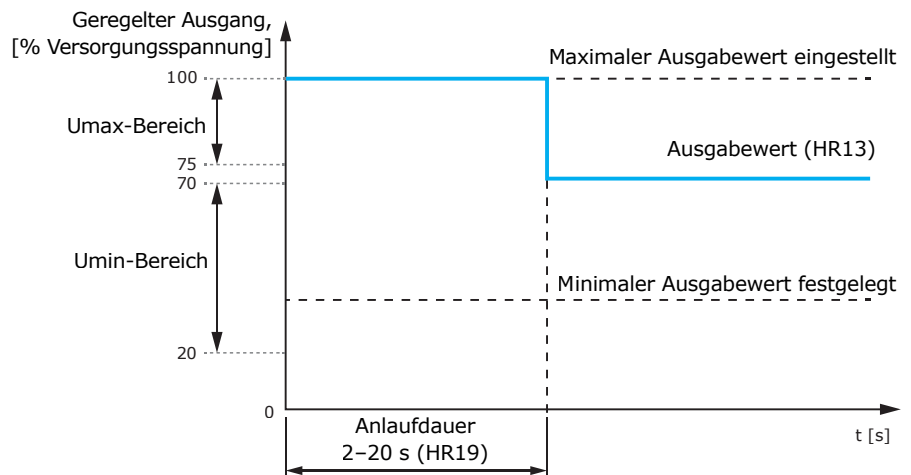 Geregelter Ausgang,
[% Versorgungsspannung]
Maximaler Ausgabewert eingestellt
100
Umax-Bereich
Ausgabewert (HR13)
75
70
Umin-Bereich
Minimaler Ausgabewert festgelegt
20
0
Anlaufdauer
2–20 s (HR19)
t [s]